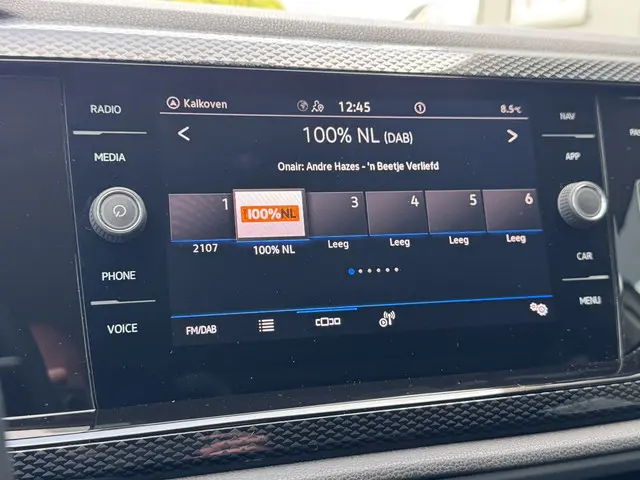 RADIO
MEDIA
PHONE
VOICE
Kalkoven 12:45 8.5°C
100% NL (DAB)
Onair: Andre Hazes - 'n Beetje Verliefd
1 100%NL 3 4 5 6
2107 100% NL Leeg Leeg Leeg Leeg
FM/DAB
NAV
APP
CAR
MENU